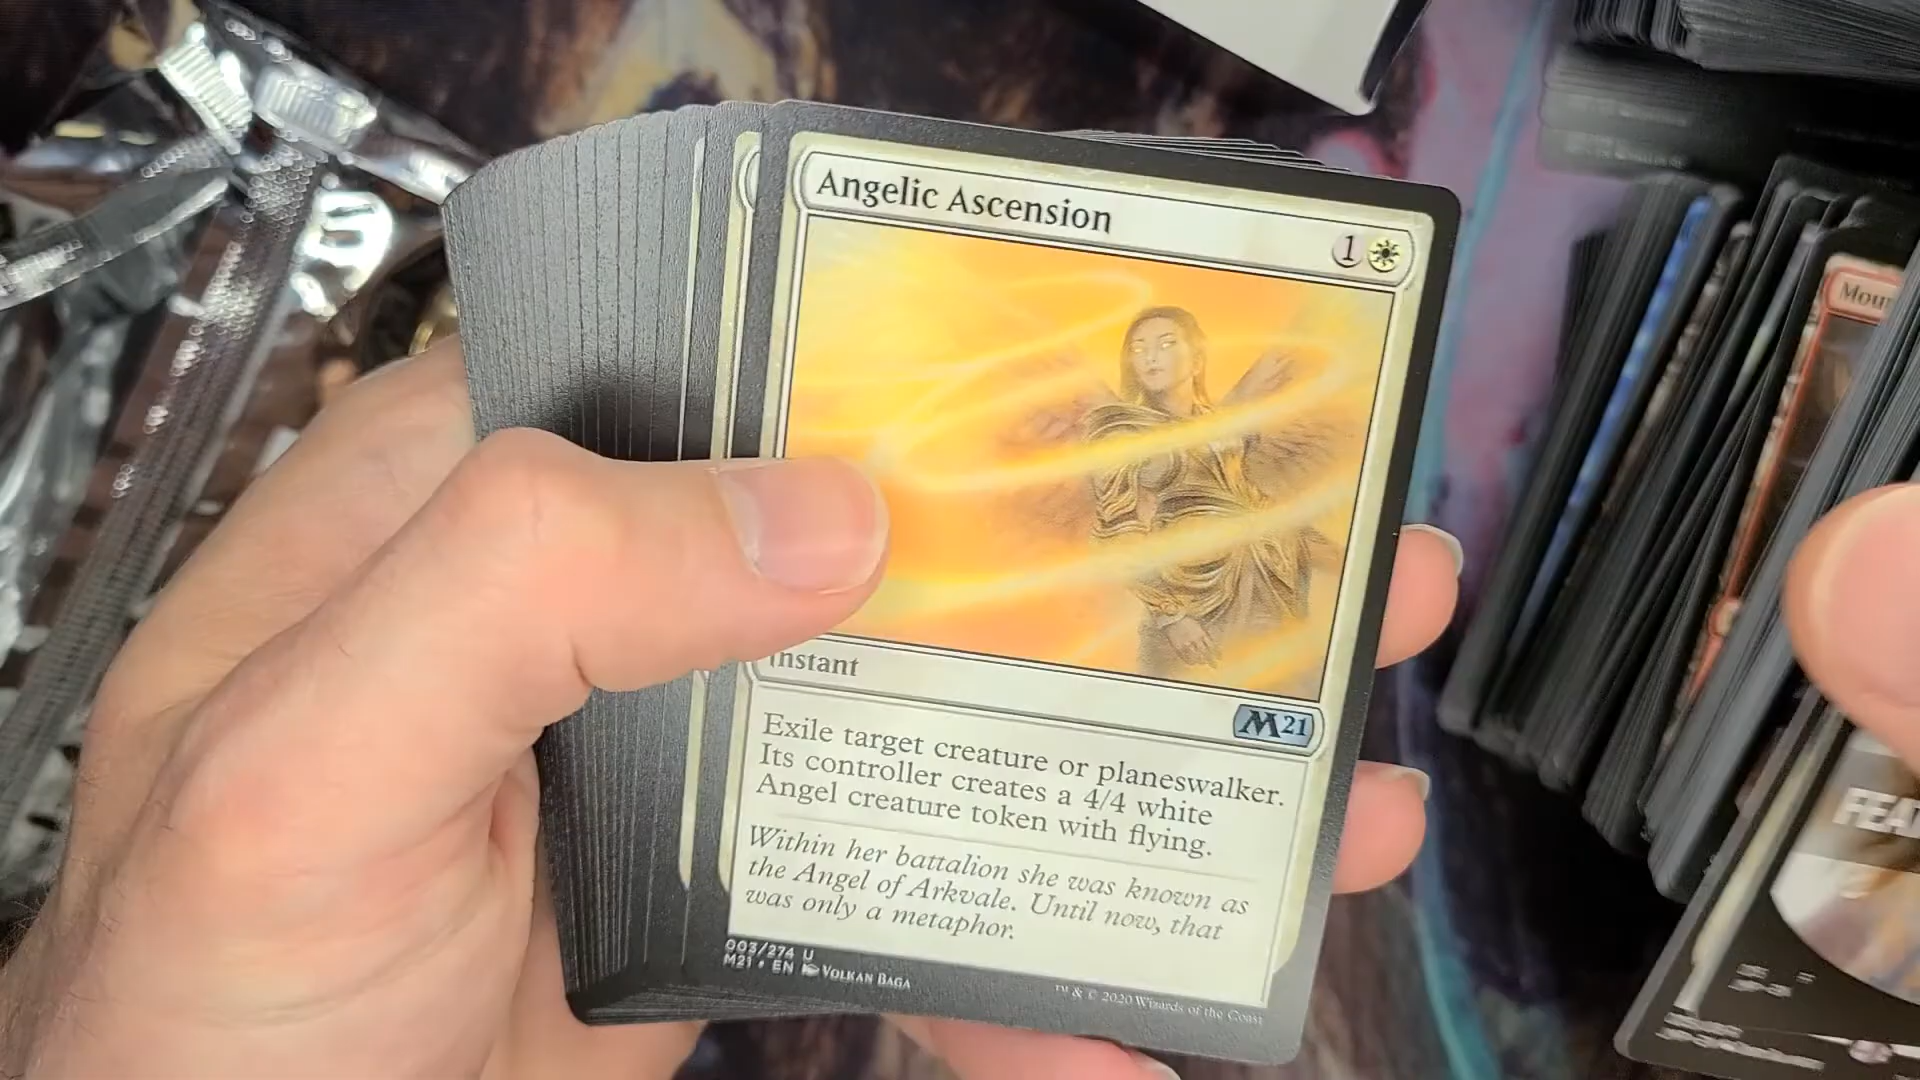 Angelic Ascension
1
Instant
M21
Exile target creature or planeswalker.
Its controller creates a 4/4 white
Angel creature token with flying.
Within her battalion she was known as
the Angel of Arkvale. Until now, that
was only a metaphor.
003/274 U
M21 • EN VOLKAN BAGA
™ & © 2020 Wizards of the Coast
Moun
FEA